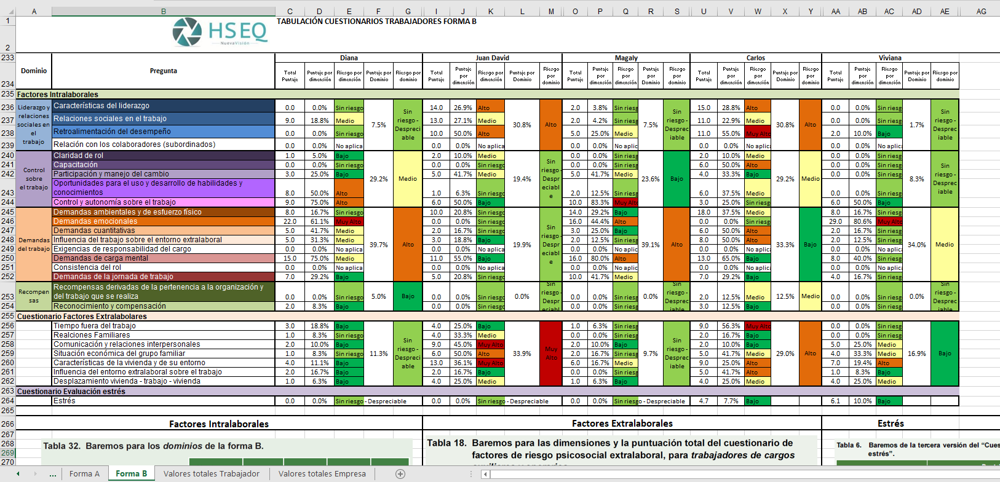 A B C D E F G I J K L M O P Q R S U V W X Y AA AB AC AD AE AG
1 HSEQ TABULACIÓN CUESTIONARIOS TRABAJADORES FORMA B
2 NuevaVisión
233 Diana Juan David Magaly Carlos Viviana
234 Dominio Pregunta Total Puntaje Puntaje por dimensión Riesgo por dimensión Puntaje por Dominio Riesgo por dominio Total Puntaje Puntaje por dimensión Riesgo por dimensión Puntaje por Dominio Riesgo por dominio Total Puntaje Puntaje por dimensión Riesgo por dimensión Puntaje por Dominio Riesgo por dominio Total Puntaje Puntaje por dimensión Riesgo por dimensión Puntaje por Dominio Riesgo por dominio Total Puntaje Puntaje por dimensión Riesgo por dimensión Puntaje por Dominio Riesgo por dominio
235 Factores Intralaborales
Liderazgo y relaciones sociales en el trabajo
236 Características del liderazgo 0.0 0.0% Sin riesgo 7.5% Sin riesgo - Despreciable 14.0 26.9% Alto 30.8% Alto 2.0 3.8% Sin riesg 7.5% Sin riesgo - Despreciable 15.0 28.8% Alto 30.8% Alto 0.0 0.0% Sin riesg 1.7% Sin riesgo - Despreciable
237 Relaciones sociales en el trabajo 9.0 18.8% Medio 13.0 27.1% Medio 2.0 4.2% Sin riesg 11.0 22.9% Medio 0.0 0.0% Sin riesg
238 Retroalimentación del desempeño 0.0 0.0% Sin riesgo 10.0 50.0% Alto 5.0 25.0% Medio 11.0 55.0% Muy Alto 2.0 10.0% Bajo
239 Relación con los colaboradores (subordinados) 0.0 0.0% No aplica 0.0 0.0% No aplica 0.0 0.0% No aplic 0.0 0.0% No aplica 0.0 0.0% No aplica
Control sobre el trabajo
240 Claridad de rol 1.0 5.0% Bajo 29.2% Medio 2.0 10.0% Medio 19.4% Sin riesgo - Despreciable 0.0 0.0% Sin riesg 23.6% Bajo 2.0 10.0% Medio 29.2% Medio 0.0 0.0% Sin riesg 8.3% Sin riesgo - Despreciable
241 Capacitación 0.0 0.0% Sin riesgo 0.0 0.0% Sin riesgo 0.0 0.0% Sin riesg 6.0 50.0% Alto 0.0 0.0% Sin riesg
242 Participación y manejo del cambio 3.0 25.0% Bajo 5.0 41.7% Medio 5.0 41.7% Medio 4.0 33.3% Bajo 0.0 0.0% Sin riesg
243 Oportunidades para el uso y desarrollo de habilidades y conocimientos 8.0 50.0% Alto 1.0 6.3% Sin riesgo 2.0 12.5% Sin riesg 6.0 37.5% Medio 0.0 0.0% Sin riesg
244 Control y autonomía sobre el trabajo 9.0 75.0% Alto 6.0 50.0% Bajo 10.0 83.3% Muy Alto 3.0 25.0% Sin riesg 6.0 50.0% Bajo
Demandas del trabajo
245 Demandas ambientales y de esfuerzo físico 8.0 16.7% Sin riesgo 39.7% Alto 10.0 20.8% Sin riesgo 19.9% Sin riesgo - Despreciable 14.0 29.2% Bajo 39.1% Alto 18.0 37.5% Medio 33.3% Bajo 8.0 16.7% Sin riesg 34.0% Medio
246 Demandas emocionales 22.0 61.1% Muy Alto 0.0 0.0% Sin riesgo 16.0 44.4% Alto 0.0 0.0% Sin riesg 29.0 80.6% Muy Alto
247 Demandas cuantitativas 5.0 41.7% Medio 2.0 16.7% Sin riesgo 3.0 25.0% Bajo 6.0 50.0% Alto 2.0 16.7% Sin riesg
248 Influencia del trabajo sobre el entorno extralaboral 5.0 31.3% Medio 3.0 18.8% Bajo 2.0 12.5% Sin riesg 8.0 50.0% Alto 2.0 12.5% Sin riesg
249 Exigencias de responsabilidad del cargo 0.0 0.0% No aplica 0.0 0.0% No aplica 0.0 0.0% No aplic 0.0 0.0% No aplica 0.0 0.0% No aplica
250 Demandas de carga mental 15.0 75.0% Medio 11.0 55.0% Bajo 16.0 80.0% Alto 13.0 65.0% Bajo 8.0 40.0% Sin riesg
251 Consistencia del rol 0.0 0.0% No aplica 0.0 0.0% No aplica 0.0 0.0% No aplic 0.0 0.0% No aplica 0.0 0.0% No aplica
252 Demandas de la jornada de trabajo 7.0 29.2% Bajo 5.0 20.8% Sin riesgo 10.0 41.7% Medio 7.0 29.2% Bajo 4.0 16.7% Sin riesg
Recompensas
253 Recompensas derivadas de la pertenencia a la organización y del trabajo que se realiza 0.0 0.0% Sin riesgo 5.0% Bajo 0.0 0.0% Sin riesgo 0.0% Sin riesgo - Despreciabl 0.0 0.0% Sin riesg 0.0% Sin riesgo - Despreciable 2.0 12.5% Medio 12.5% Medio 0.0 0.0% Sin riesg 0.0% Sin riesgo - Despreciable
254 Reconocimiento y compensación 2.0 8.3% Bajo 0.0 0.0% Sin riesgo 0.0 0.0% Sin riesg 3.0 12.5% Bajo 0.0 0.0% Sin riesg
255 Cuestionario Factores Extralabolares
256 Tiempo fuera del trabajo 3.0 18.8% Bajo 11.3% Sin riesgo - Despreciable 4.0 25.0% Bajo 33.9% Muy Alto 1.0 6.3% Sin riesg 9.7% Sin riesgo - Despreciable 9.0 56.3% Muy Alto 29.0% Alto 0.0 0.0% Sin riesg 16.9% Bajo
257 Realciones Familiares 1.0 8.3% Sin riesgo 4.0 33.3% Medio 0.0 0.0% Sin riesg 2.0 16.7% Bajo 0.0 0.0% Sin riesg
258 Comunicación y relaciones interpersonales 2.0 10.0% Bajo 9.0 45.0% Muy Alto 2.0 10.0% Bajo 2.0 10.0% Bajo 5.0 25.0% Medio
259 Situación económica del grupo familiar 1.0 8.3% Sin riesgo 6.0 50.0% Alto 2.0 16.7% Sin riesg 5.0 41.7% Medio 4.0 33.3% Medio
260 Características de la vivienda y de su entorno 4.0 11.1% Bajo 13.0 36.1% Muy Alto 6.0 16.7% Medio 9.0 25.0% Alto 7.0 19.4% Alto
261 Influencia del entorno extralaboral sobre el trabajo 2.0 16.7% Bajo 2.0 16.7% Bajo 0.0 0.0% Sin riesg 5.0 41.7% Alto 1.0 8.3% Bajo
262 Desplazamiento vivienda - trabajo - vivienda 1.0 6.3% Bajo 4.0 25.0% Medio 1.0 6.3% Bajo 4.0 25.0% Medio 4.0 25.0% Medio
263 Cuestionario Evaluación estrés
264 Estrés 0.0 0.0% Sin riesgo - Despreciable 0.0 0.0% Sin riesgo - Despreciable 0.0 0.0% Sin riesgo - Despreciable 4.7 7.7% Bajo 6.1 10.0% Bajo
265
266 Factores Intralaborales Factores Extralaborales Estrés
267
268 Tabla 32. Baremos para los dominios de la forma B. Tabla 18. Baremos para las dimensiones y la puntuación total del cuestionario de Tabla 6. Baremos de la tercera versión del “Cues
269 factores de riesgo psicosocial extralaboral, para trabajadores de cargos estrés”.
270
... Forma A Forma B Valores totales Trabajador Valores totales Empresa